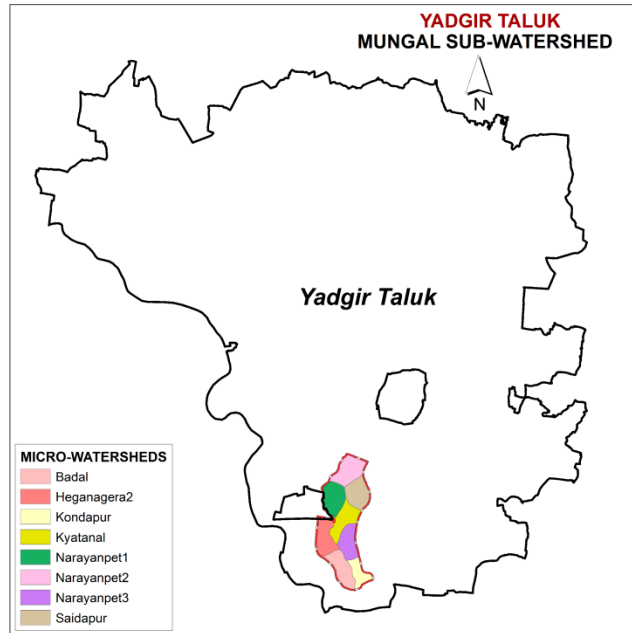 YADGIR TALUK
MUNGAL SUB-WATERSHED
N
Yadgir Taluk
MICRO-WATERSHEDS
Badal
Heganagera2
Kondapur
Kyatanal
Narayanpet1
Narayanpet2
Narayanpet3
Saidapur